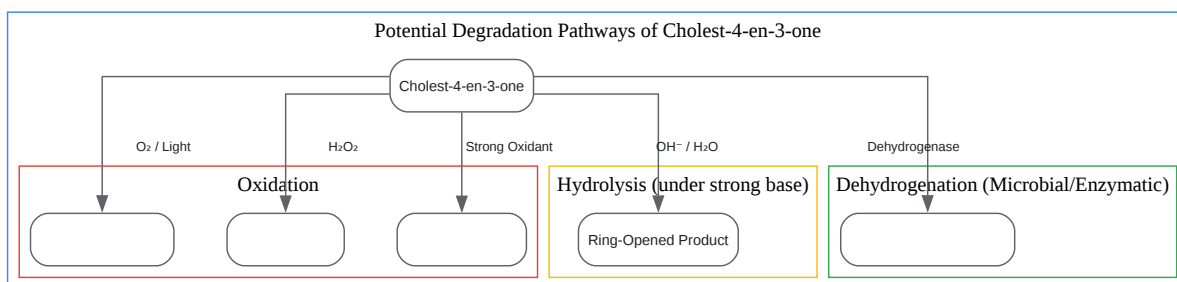 Potential Degradation Pathways of Cholest-4-en-3-one
Cholest-4-en-3-one
O₂ / Light
H₂O₂
Strong Oxidant
OH⁻ / H₂O
Dehydrogenase
Oxidation
Hydrolysis (under strong base)
Dehydrogenation (Microbial/Enzymatic)
Ring-Opened Product